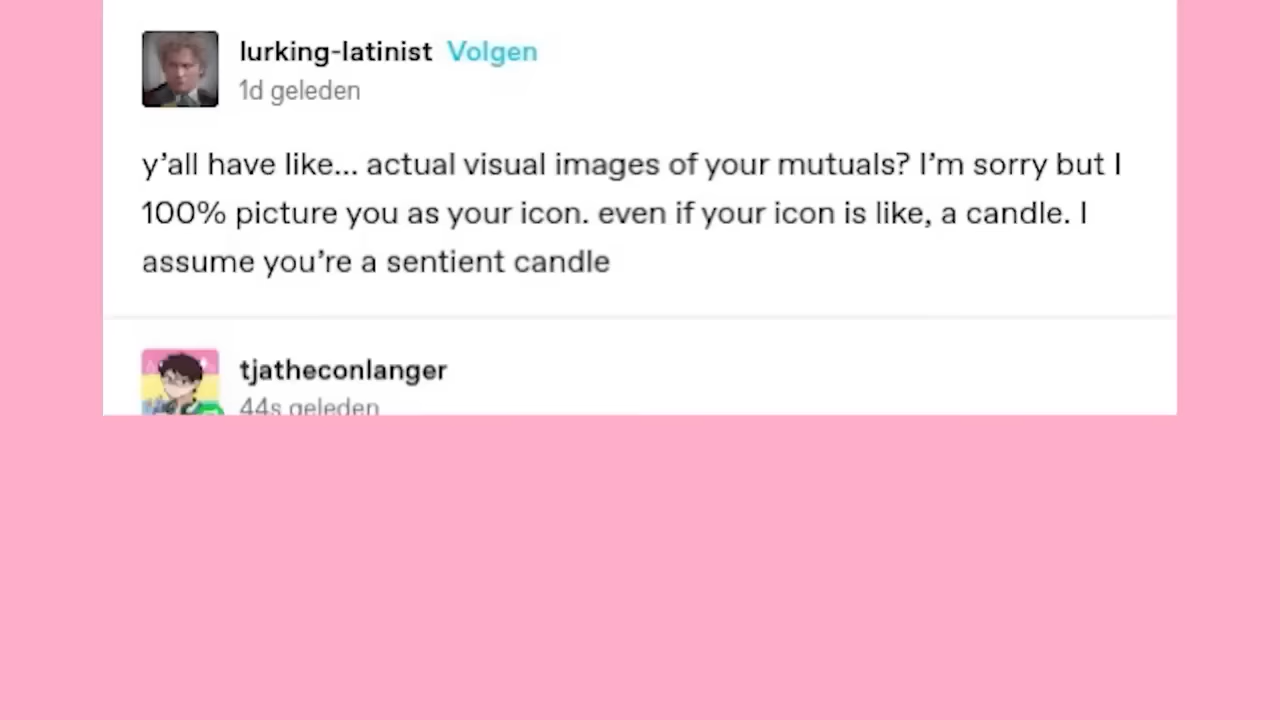 lurking-latinist Volgen
1d geleden
y’all have like... actual visual images of your mutuals? I’m sorry but I
100% picture you as your icon. even if your icon is like, a candle. I
assume you’re a sentient candle
tjatheconlanger
44s geleden